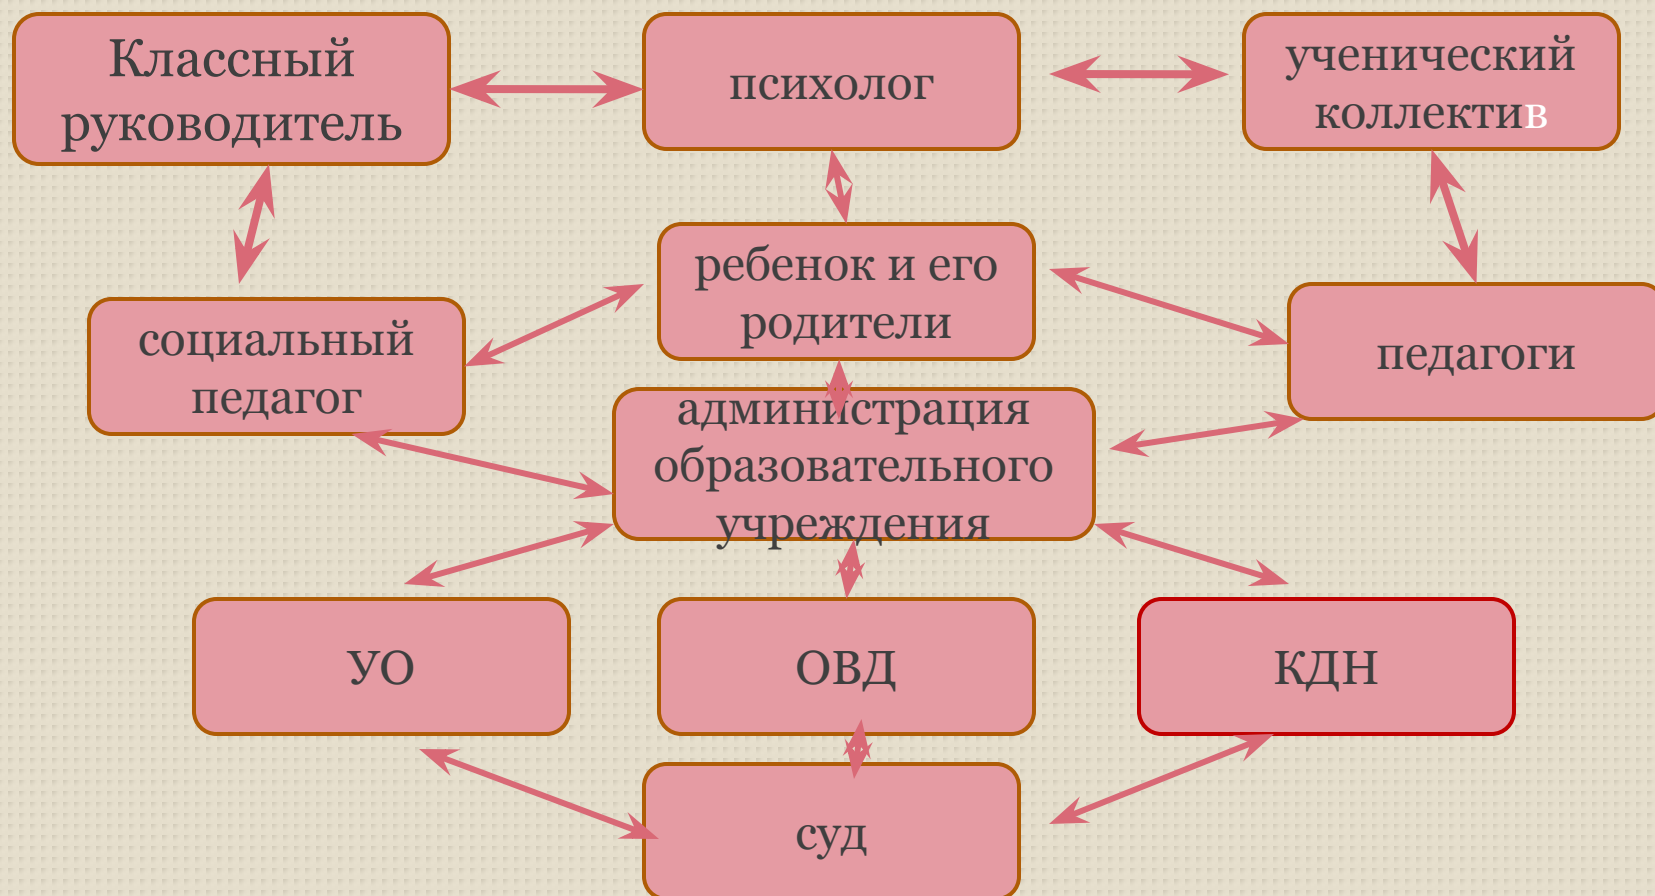 Классный
руководитель
психолог
ученический
коллектив
ребенок и его
родители
социальный
педагог
педагоги
администрация
образовательного
учреждения
УО
ОВД
КДН
суд